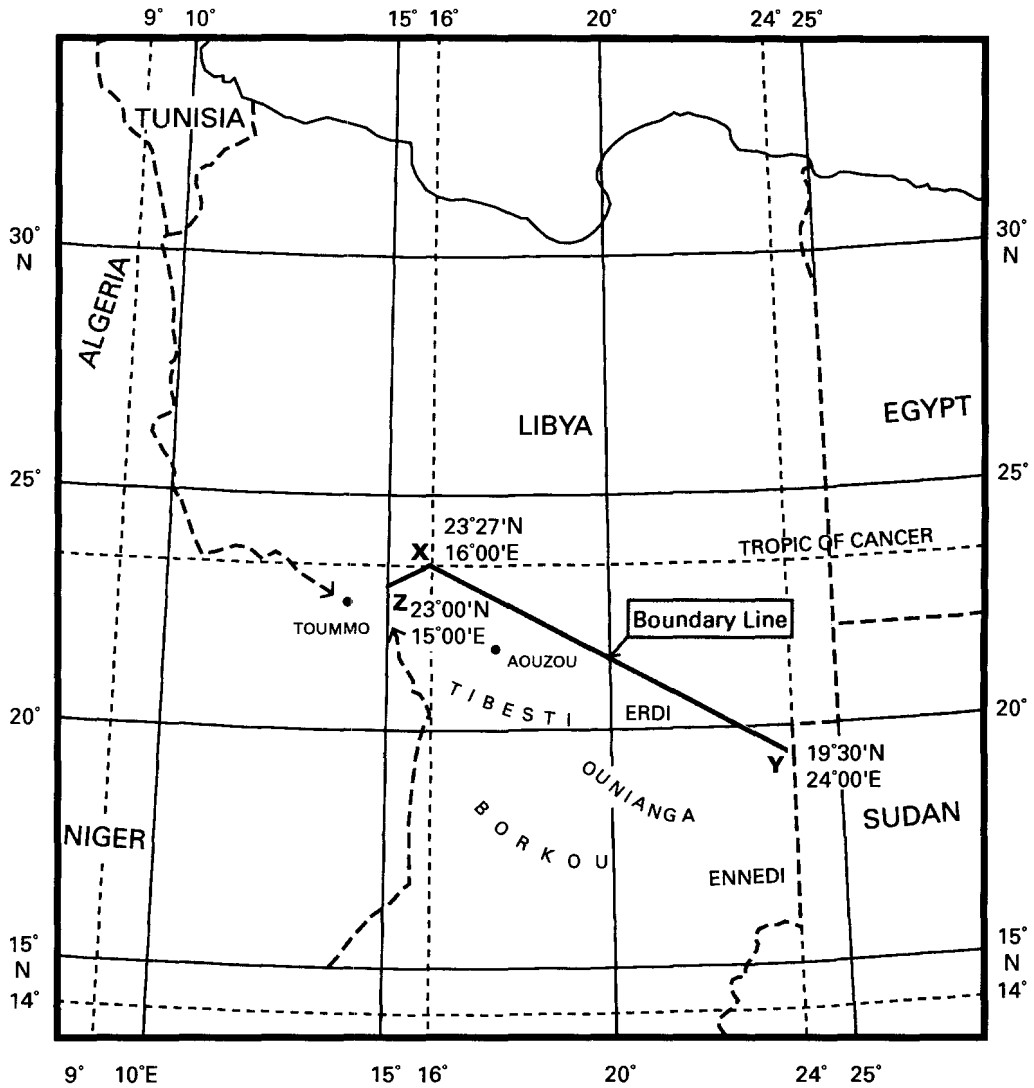 9° 10° 15° 16° 20° 24° 25°
TUNISIA
30°
N
30°
N
ALGERIA
LIBYA
EGYPT
25°
25°
23°27'N
16°00'E
X
TROPIC OF CANCER
Z 23°00'N
15°00'E
TOUMMO
Boundary Line
AOUZOU
TIBESTI
ERDI
20°
20°
Y
19°30'N
24°00'E
OUNIANGA
BORKOU
NIGER
SUDAN
ENNEDI
15°
N
14°
15°
N
14°
9° 10°E 15° 16° 20° 24° 25°